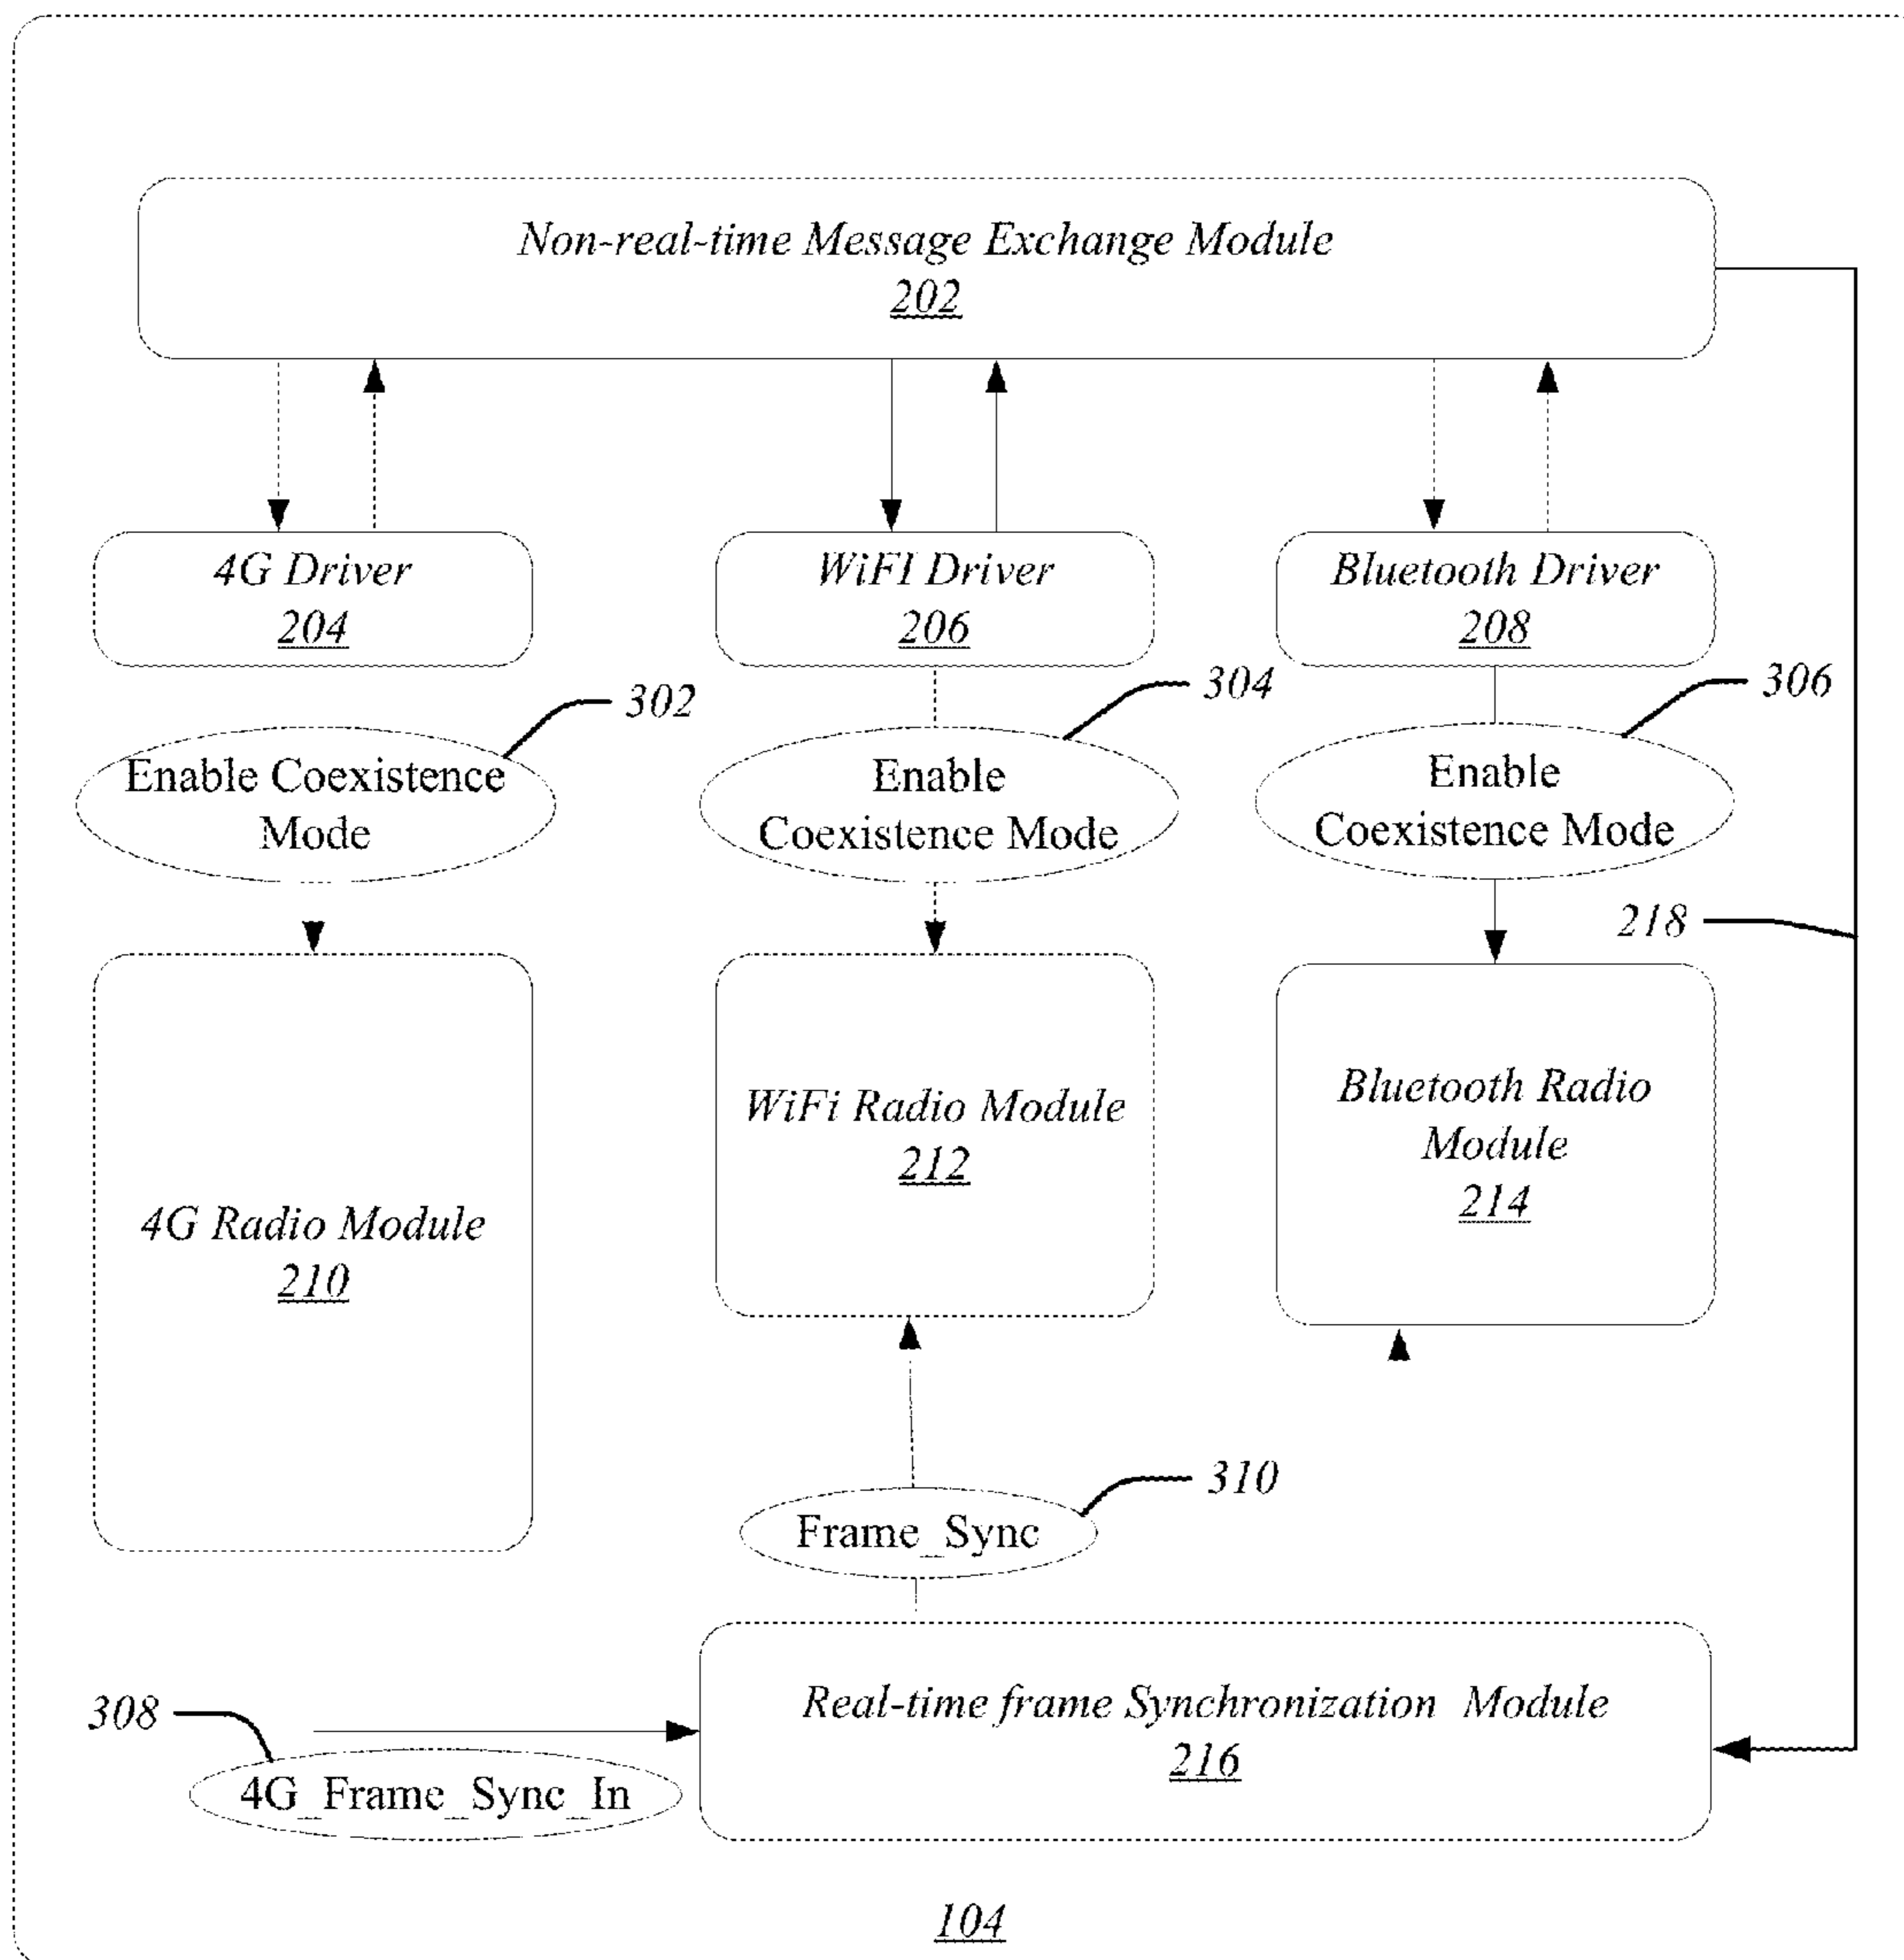 Non-real-time Message Exchange Module
202
4G Driver
204
WiFI Driver
206
Bluetooth Driver
208
302
304
306
Enable Coexistence
Mode
Enable
Coexistence Mode
Enable
Coexistence Mode
218
4G Radio Module
210
WiFi Radio Module
212
Bluetooth Radio
Module
214
310
Frame_Sync
308
4G_Frame_Sync_In
Real-time frame Synchronization Module
216
104